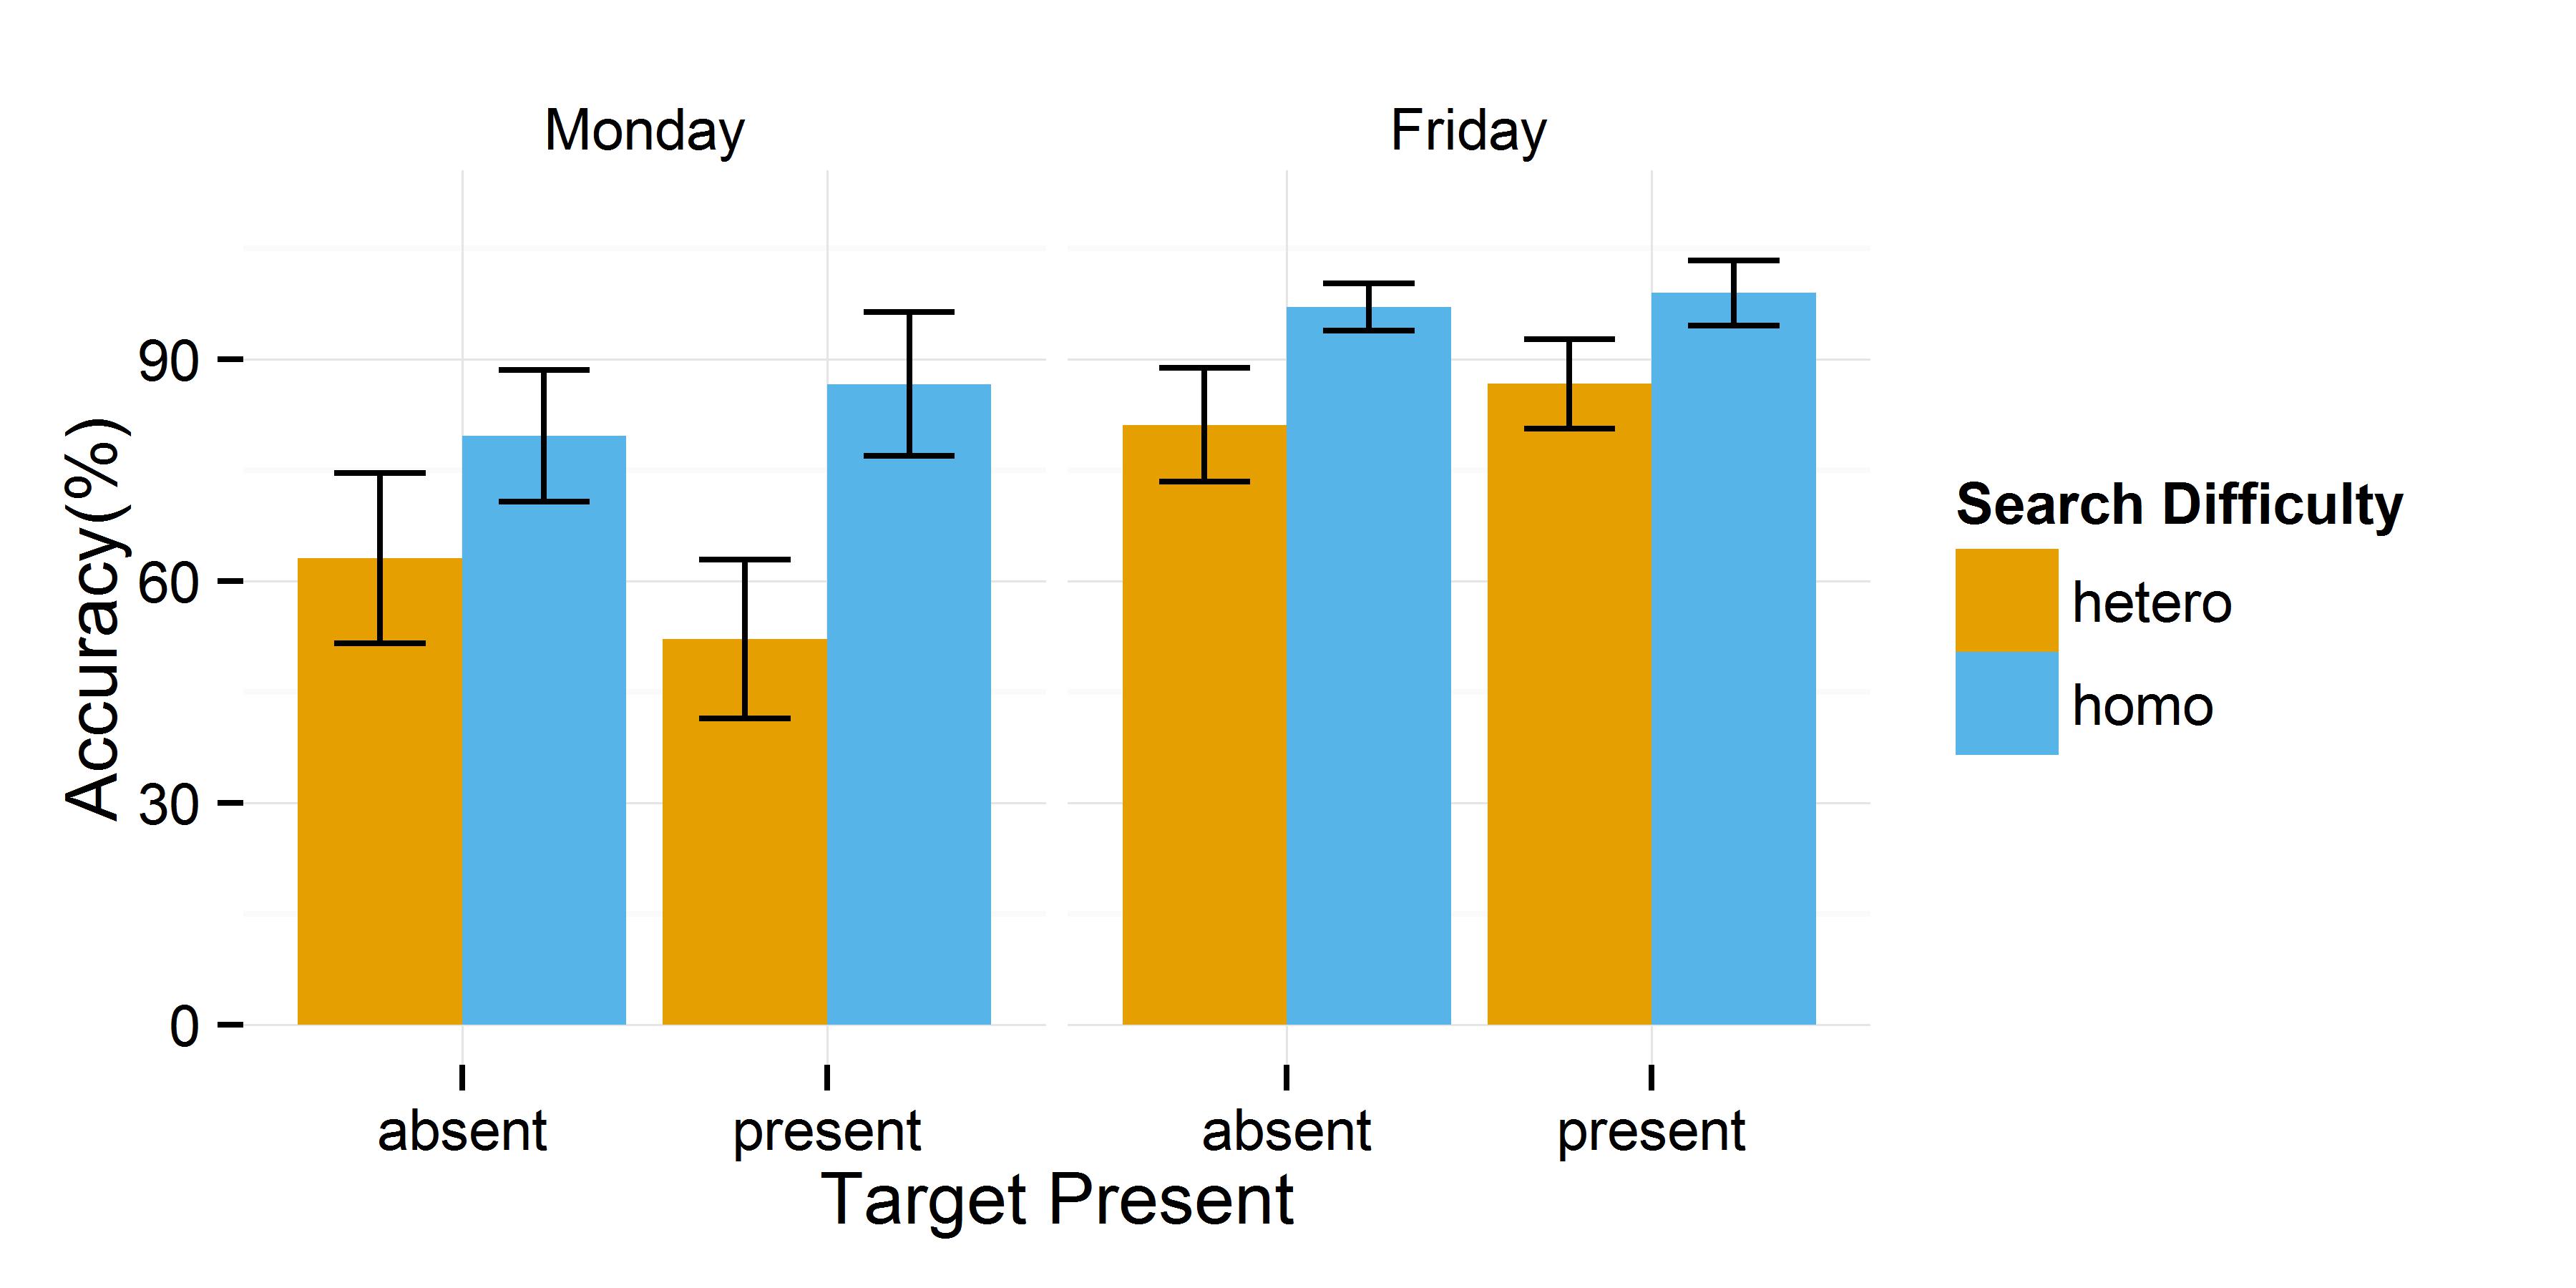 Monday
Friday
Accuracy(%)
90
60
30
0
absent
present
absent
present
Target Present
Search Difficulty
hetero
homo